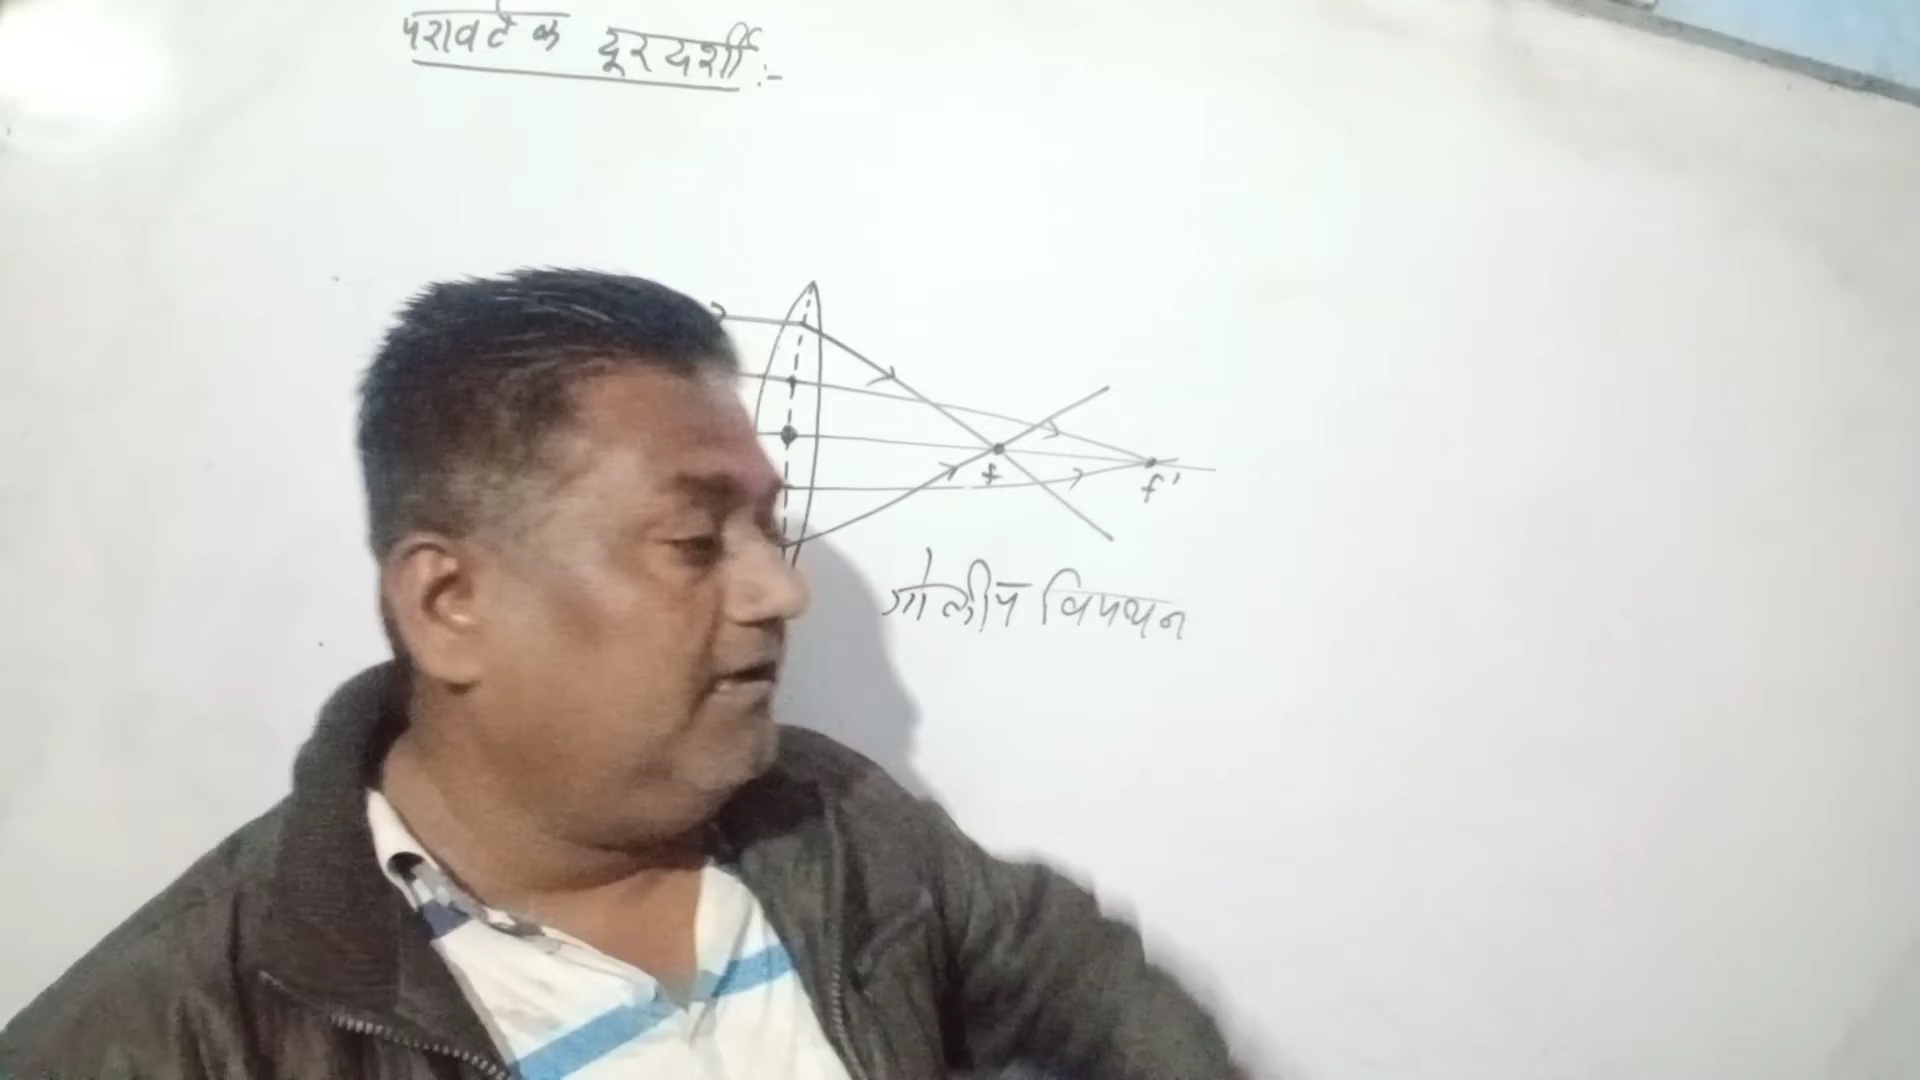 परावर्तक दूरदर्शी :-
f
f'
गोलीय विपथन